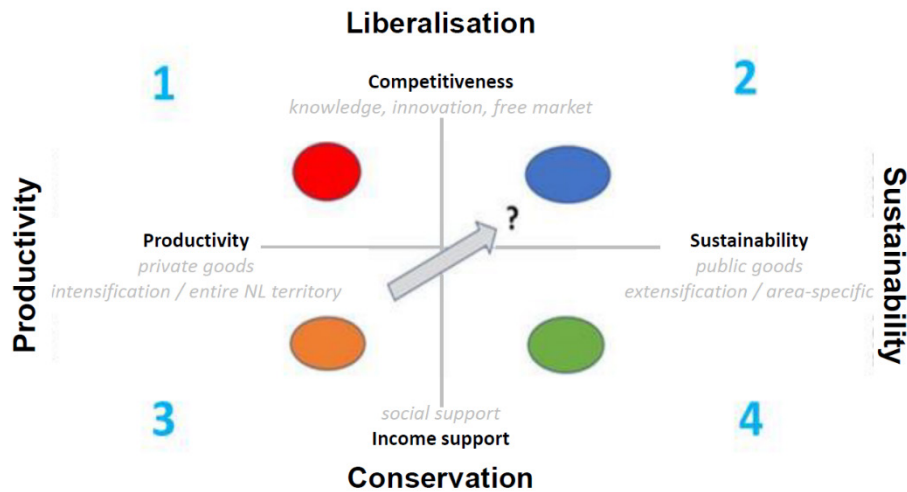 Liberalisation
1
2
Competitiveness
knowledge, innovation, free market
Productivity
Sustainability
?
Productivity
private goods
intensification / entire NL territory
Sustainability
public goods
extensification / area-specific
3
4
social support
Income support
Conservation